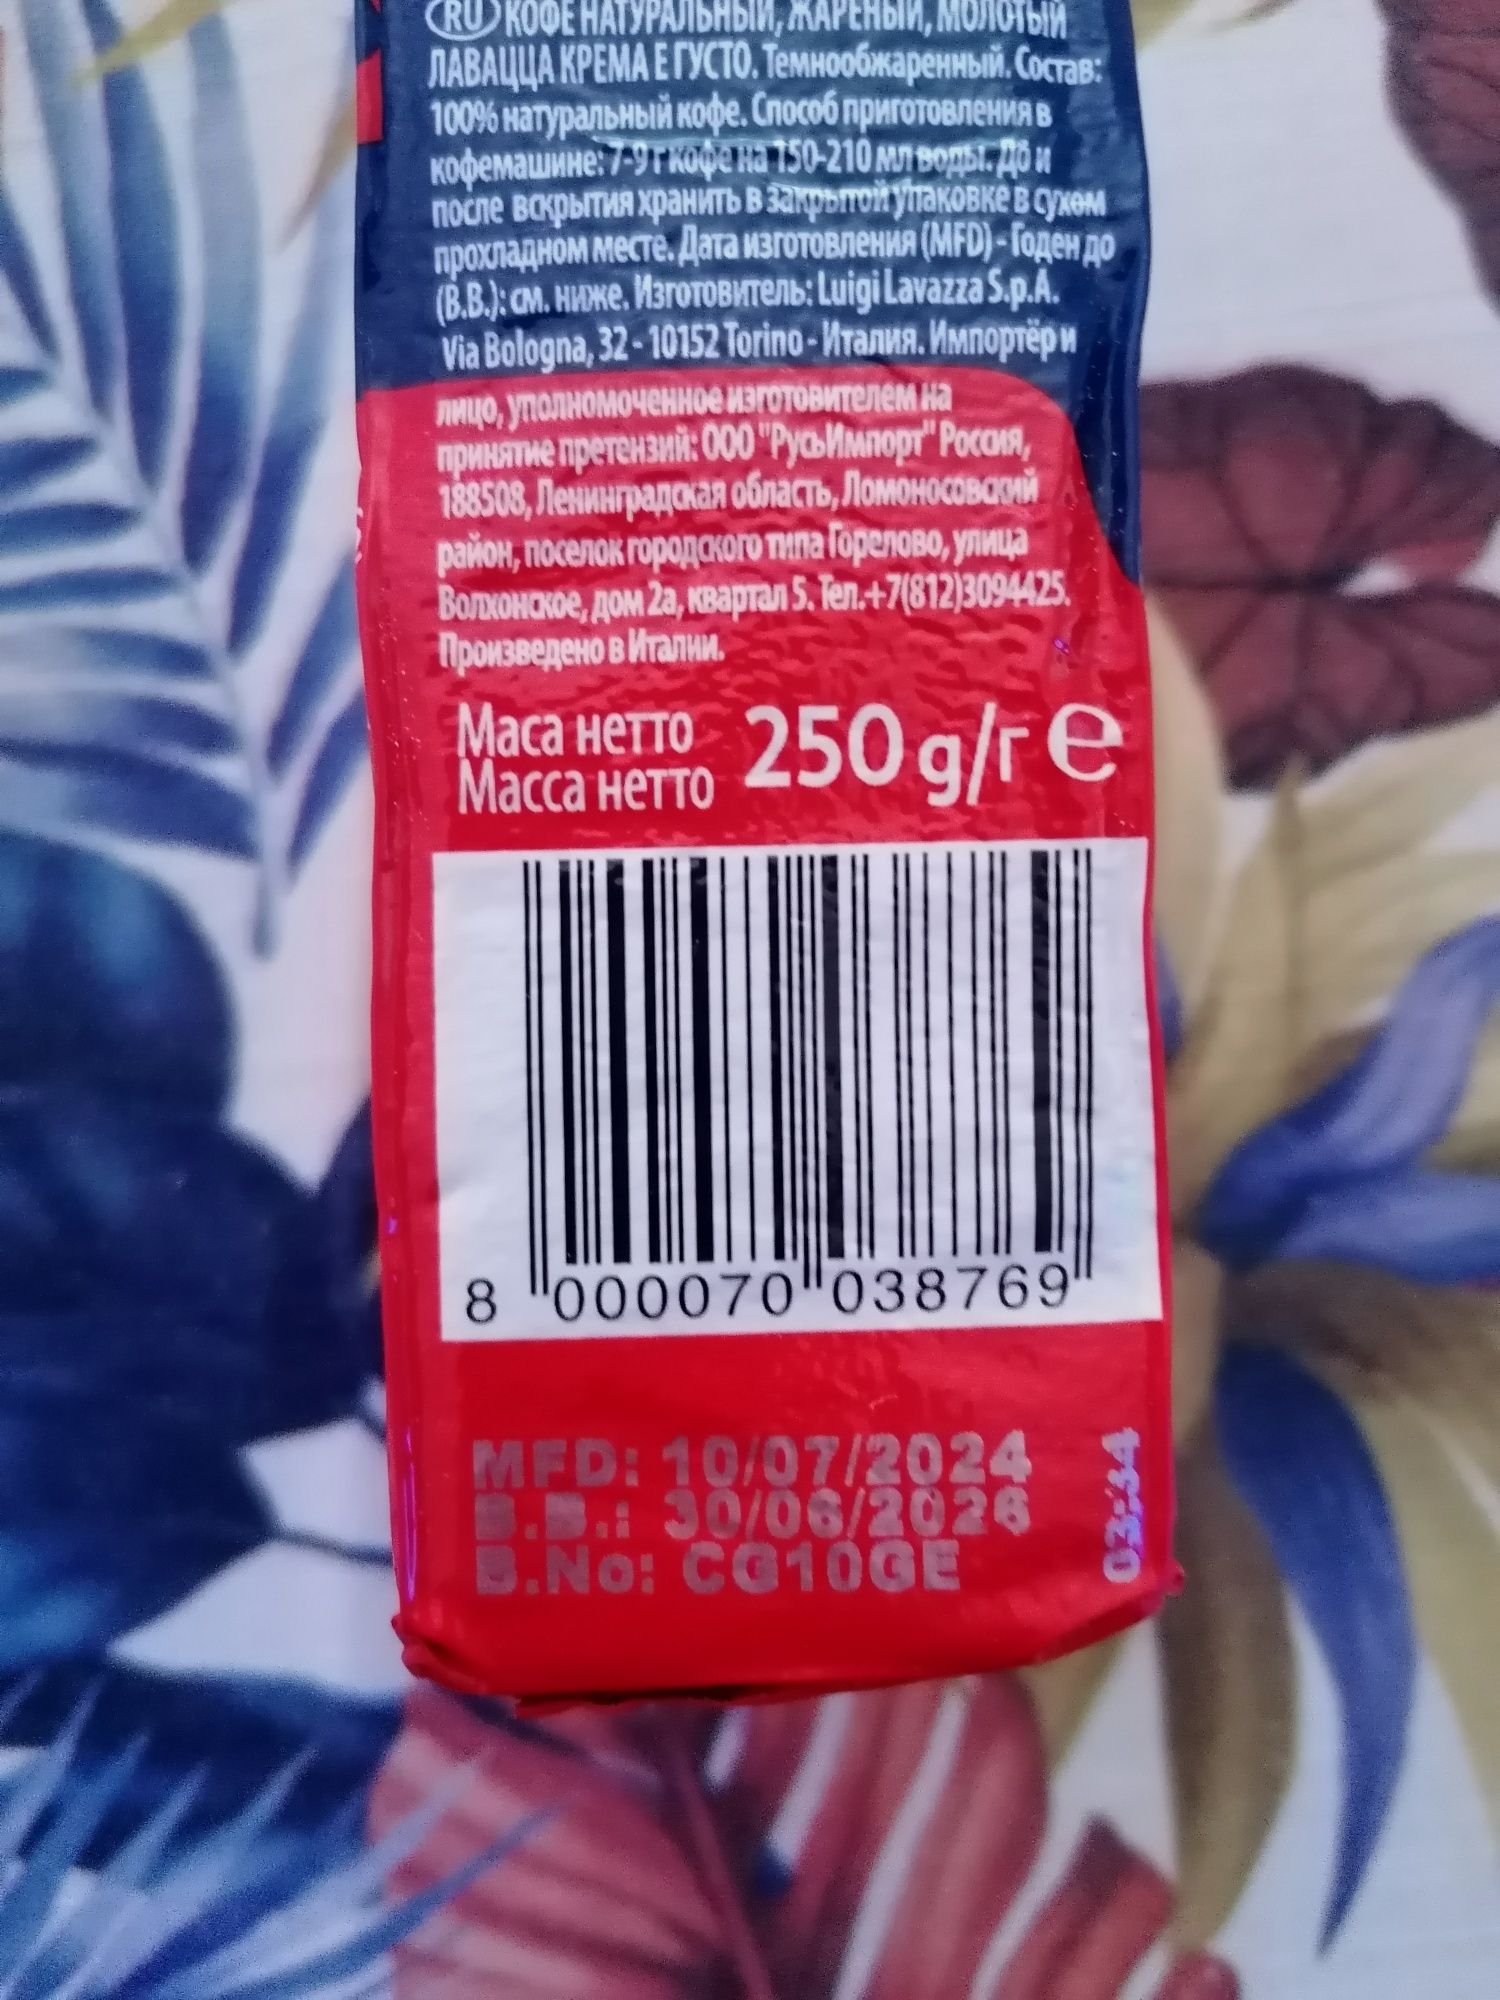 RU КОФЕ НАТУРАЛЬНЫЙ, ЖАРЕНЫЙ, МОЛОТЫЙ
ЛАВАЦЦА КРЕМА Е ГУСТО. Темнообжаренный. Состав:
100% натуральный кофе. Способ приготовления в
кофемашине: 7-9 г кофе на 150-210 мл воды. До и
после вскрытия хранить в закрытой упаковке в сухом
прохладном месте. Дата изготовления (MFD) - Годен до
(B.B.): см. ниже. Изготовитель: Luigi Lavazza S.p.A.
Via Bologna, 32 - 10152 Torino - Италия. Импортёр и
лицо, уполномоченное изготовителем на
принятие претензий: ООО "РусьИмпорт" Россия,
188508, Ленинградская область, Ломоносовский
район, поселок городского типа Горелово, улица
Волхонское, дом 2а, квартал 5. Тел.+7(812)3094425.
Произведено в Италии.
Маса нетто
Масса нетто 250 g/г ℮
8 000070 038769
MFD: 10/07/2024
B.B.: 30/06/2026
B.No: CG10GE
03:34